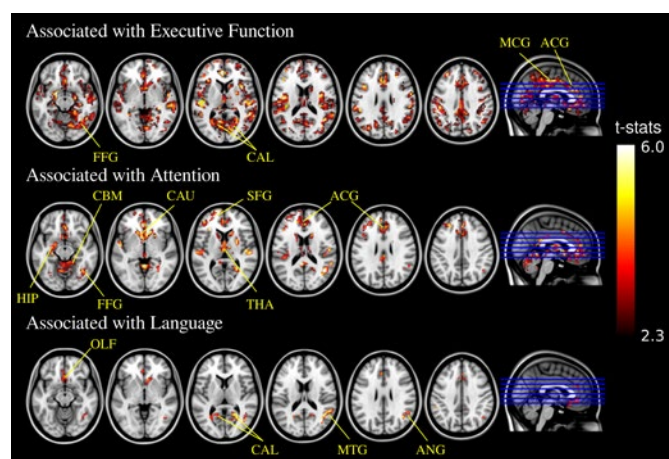 Associated with Executive Function
MCG ACG
t-stats
6.0
FFG
CAL
Associated with Attention
CBM
CAU
SFG
ACG
HIP
FFG
THA
2.3
Associated with Language
OLF
CAL
MTG
ANG